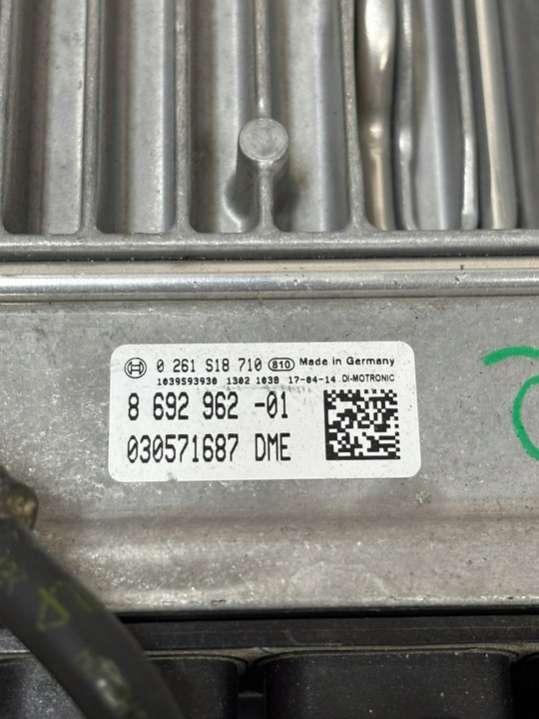 0 261 S18 710 810 Made in Germany
1039S93930 1302 1038 17-04-14 .DI-MOTRONIC
8 692 962 -01
030571687 DME